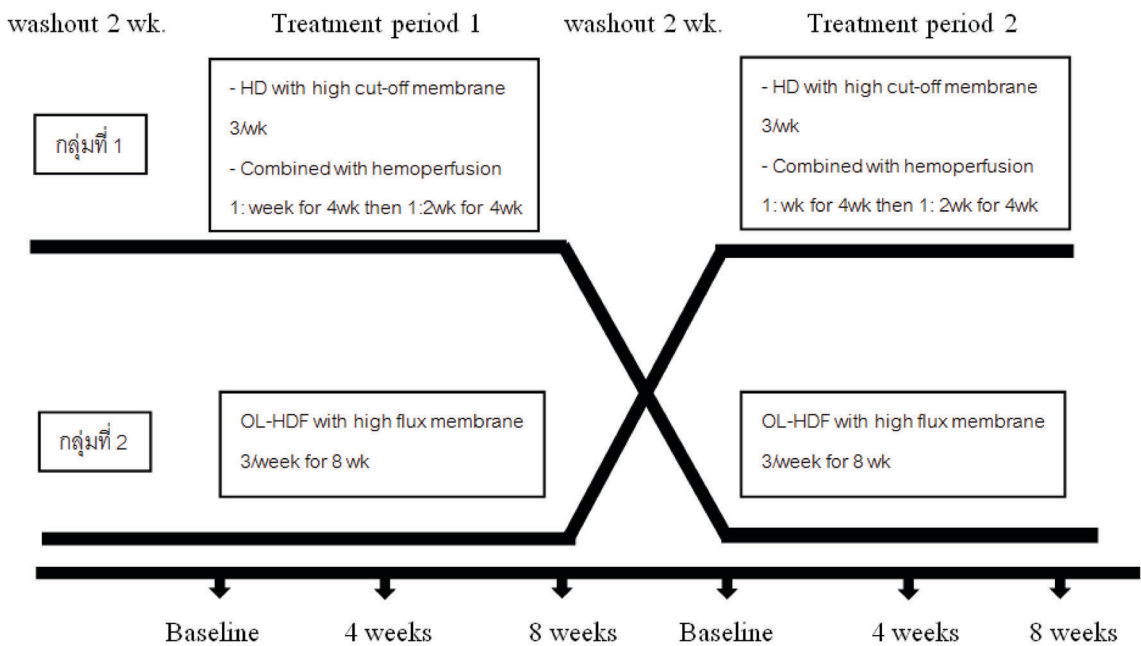 washout 2 wk. Treatment period 1 washout 2 wk. Treatment period 2
กลุ่มที่ 1
- HD with high cut-off membrane
3/wk
- Combined with hemoperfusion
1: week for 4wk then 1:2wk for 4wk
- HD with high cut-off membrane
3/wk
- Combined with hemoperfusion
1: wk for 4wk then 1: 2wk for 4wk
กลุ่มที่ 2
OL-HDF with high flux membrane
3/week for 8 wk
OL-HDF with high flux membrane
3/week for 8 wk
Baseline 4 weeks 8 weeks Baseline 4 weeks 8 weeks